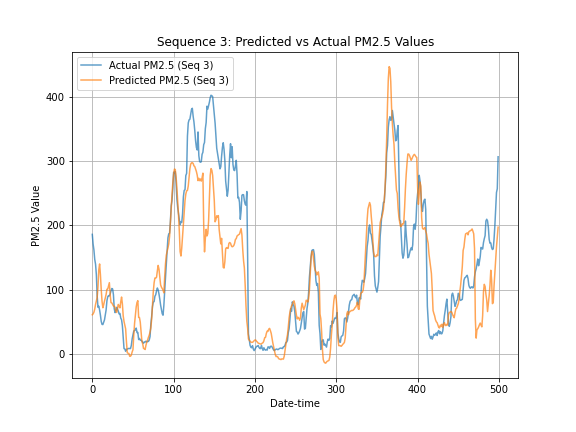 Sequence 3: Predicted vs Actual PM2.5 Values
Actual PM2.5 (Seq 3)
Predicted PM2.5 (Seq 3)
400
300
200
100
0
PM2.5 Value
0 100 200 300 400 500
Date-time